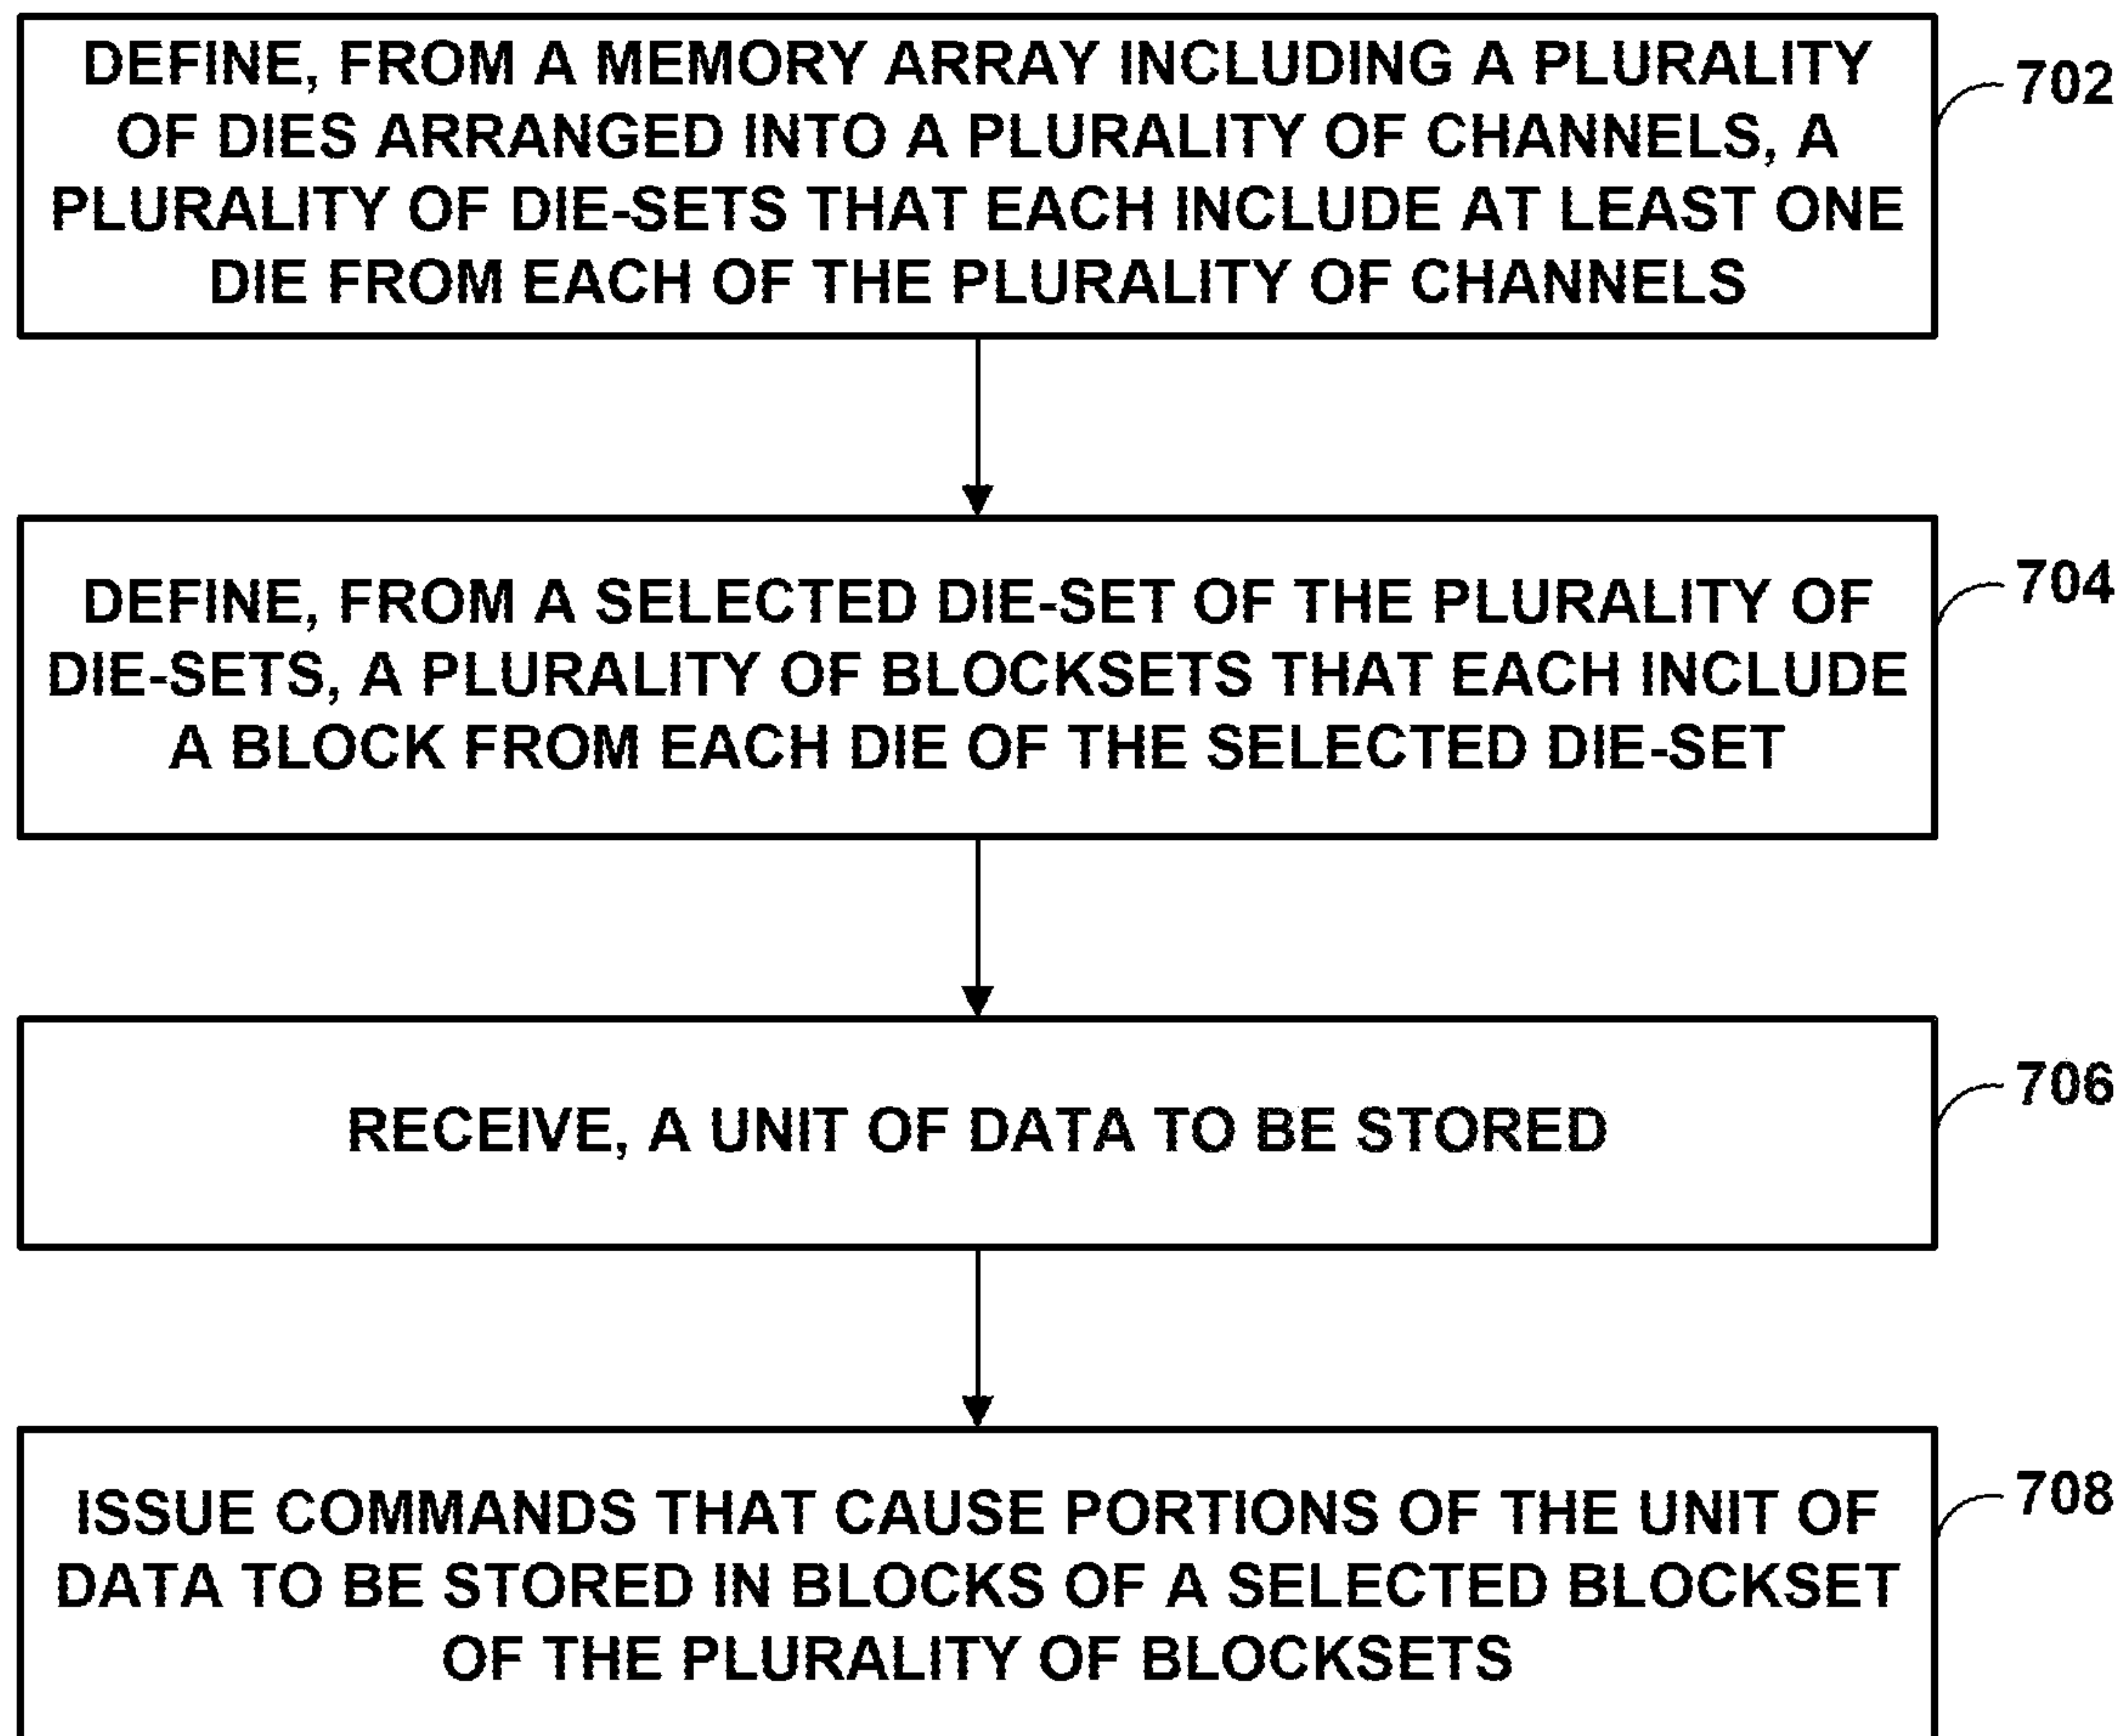 DEFINE, FROM A MEMORY ARRAY INCLUDING A PLURALITY
OF DIES ARRANGED INTO A PLURALITY OF CHANNELS, A
PLURALITY OF DIE-SETS THAT EACH INCLUDE AT LEAST ONE
DIE FROM EACH OF THE PLURALITY OF CHANNELS
702
DEFINE, FROM A SELECTED DIE-SET OF THE PLURALITY OF
DIE-SETS, A PLURALITY OF BLOCKSETS THAT EACH INCLUDE
A BLOCK FROM EACH DIE OF THE SELECTED DIE-SET
704
RECEIVE, A UNIT OF DATA TO BE STORED
706
ISSUE COMMANDS THAT CAUSE PORTIONS OF THE UNIT OF
DATA TO BE STORED IN BLOCKS OF A SELECTED BLOCKSET
OF THE PLURALITY OF BLOCKSETS
708